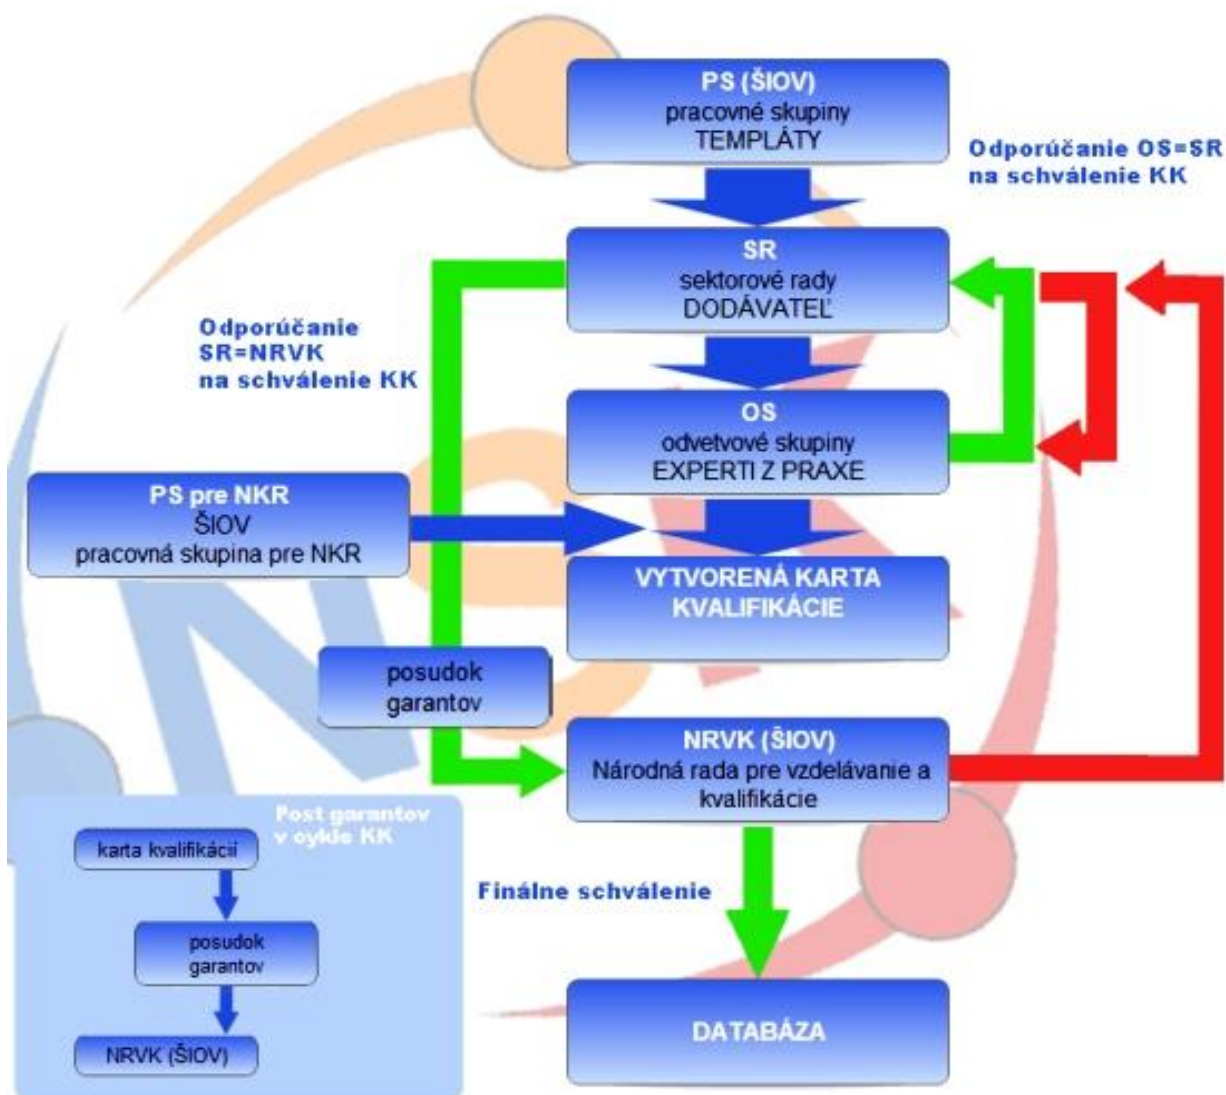 PS (ŠIOV)
pracovné skupiny
TEMPLÁTY
Odporúčanie OS=SR
na schválenie KK
SR
sektorové rady
DODÁVATEĽ
Odporúčanie
SR=NRVK
na schválenie KK
OS
odvetvové skupiny
EXPERTI Z PRAXE
PS pre NKR
ŠIOV
pracovná skupina pre NKR
VYTVORENÁ KARTA
KVALIFIKÁCIE
posudok
garantov
NRVK (ŠIOV)
Národná rada pre vzdelávanie a
kvalifikácie
Post garantov
v cykle KK
karta kvalifikácií
posudok
garantov
NRVK (ŠIOV)
Finálne schválenie
DATABÁZA